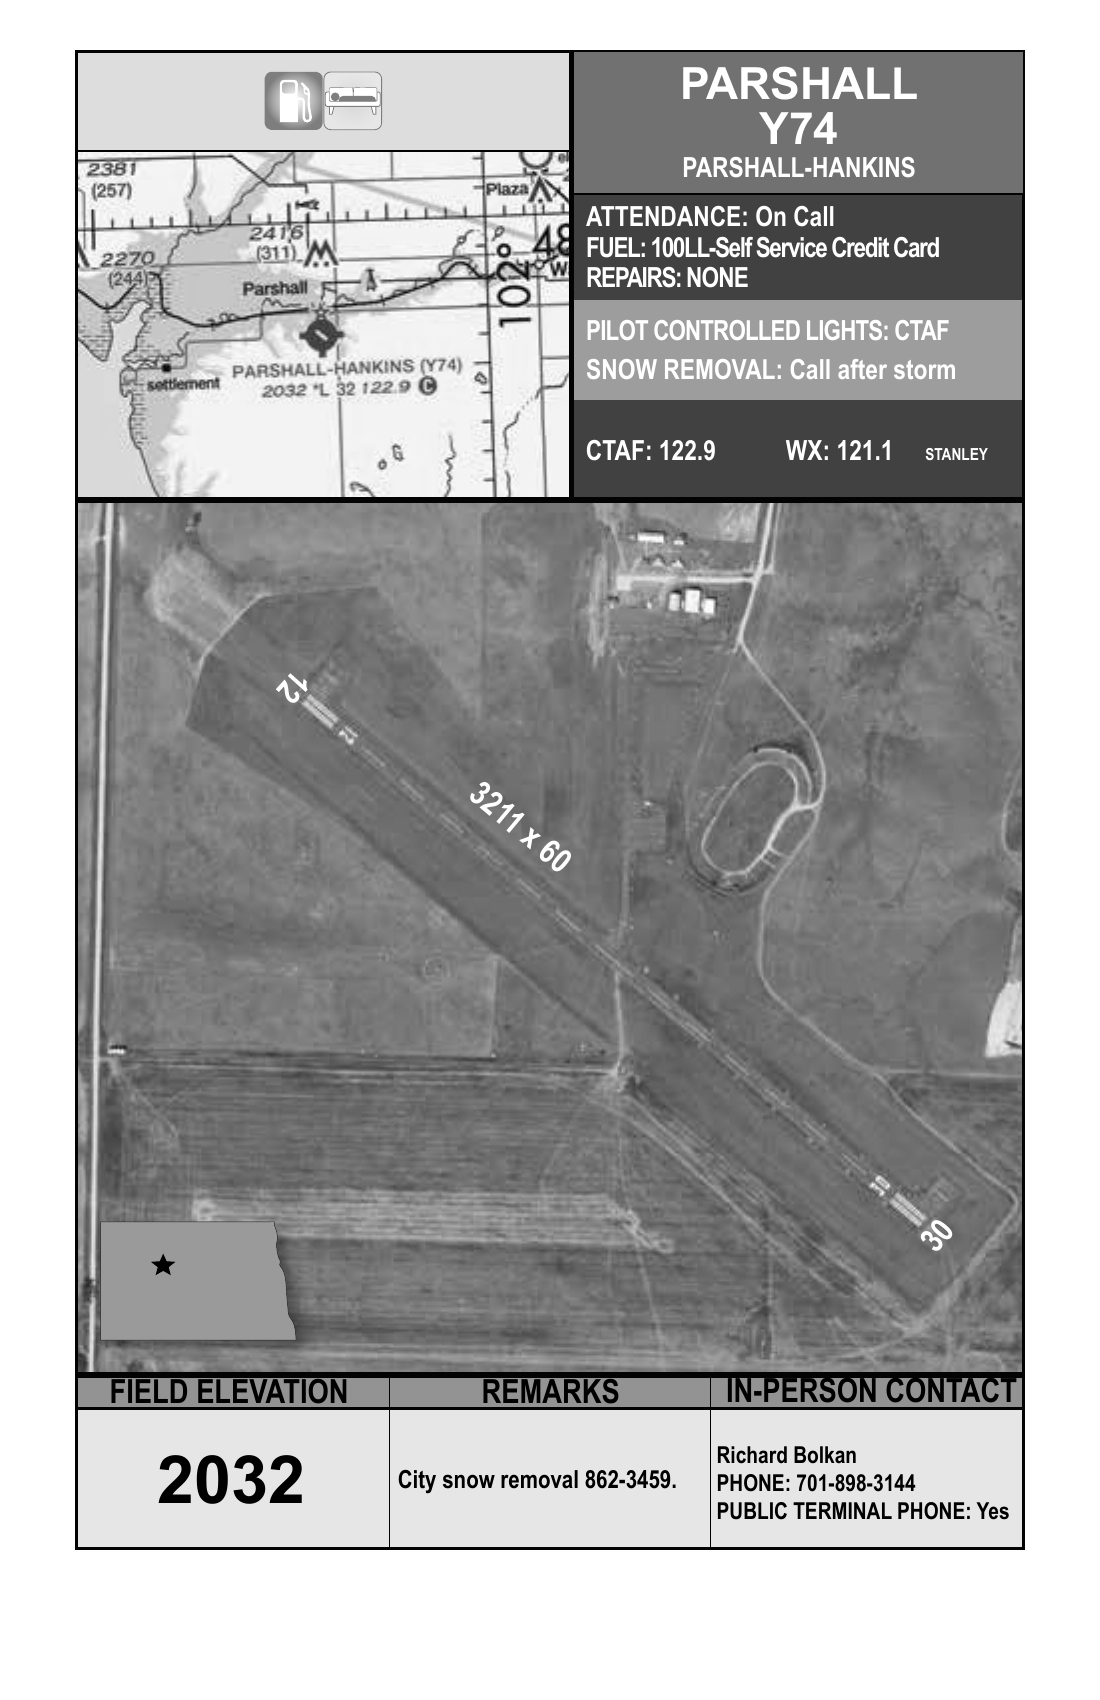 PARSHALL
Y74
PARSHALL-HANKINS
ATTENDANCE: On Call
FUEL: 100LL-Self Service Credit Card
REPAIRS: NONE
PILOT CONTROLLED LIGHTS: CTAF
SNOW REMOVAL: Call after storm
CTAF: 122.9 WX: 121.1 STANLEY
2381
(257)
Plaza
2416
(311)
48
2270
(244)
102°
Parshall
PARSHALL-HANKINS (Y74)
settlement
2032 *L 32 122.9 C
G
12
12
3211 x 60
30
FIELD ELEVATION
REMARKS
IN-PERSON CONTACT
2032
City snow removal 862-3459.
Richard Bolkan
PHONE: 701-898-3144
PUBLIC TERMINAL PHONE: Yes